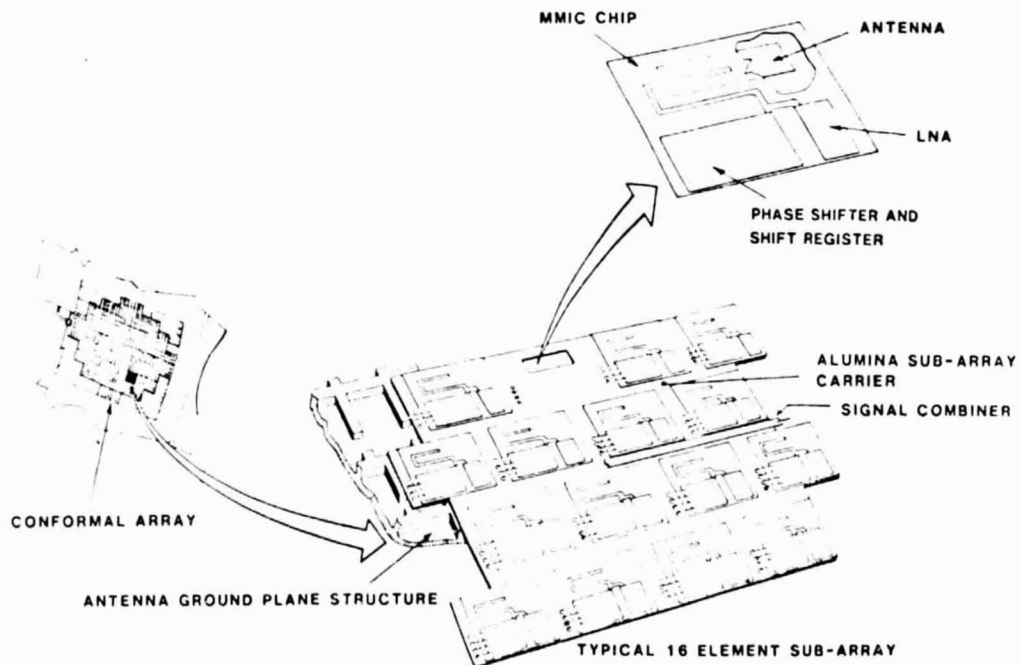 MMIC CHIP
ANTENNA
LNA
PHASE SHIFTER AND
SHIFT REGISTER
ALUMINA SUB-ARRAY
CARRIER
SIGNAL COMBINER
CONFORMAL ARRAY
ANTENNA GROUND PLANE STRUCTURE
TYPICAL 16 ELEMENT SUB-ARRAY